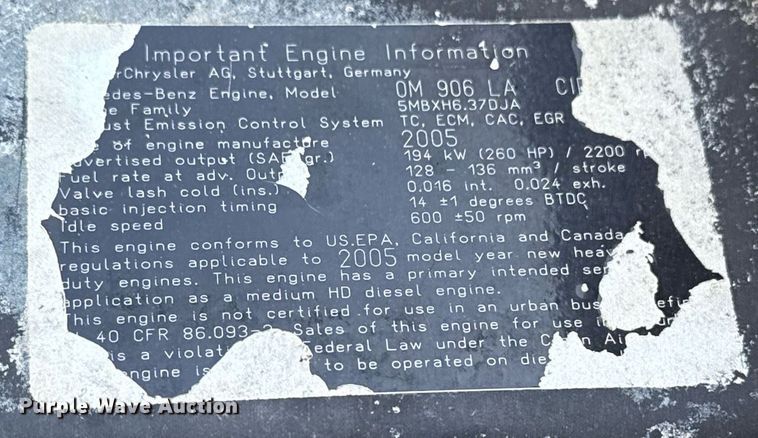 Important Engine Information
rChrysler AG, Stuttgart, Germany
edes-Benz Engine, Model OM 906 LA
e Family 5MBXH6.37DJA
ust Emission Control System TC, ECM, CAC, EGR
of engine manufacture 2005
dvertised output (SAE gr.) 194 kW (260 HP) / 2200 r
uel rate at adv. Outp 128 - 136 mm³ / stroke
Valve lash cold (ins.) 0.016 int. 0.024 exh.
basic injection timing 14 ±1 degrees BTDC
Idle speed 600 ±50 rpm
This engine conforms to US.EPA, California and Canada
regulations applicable to 2005 model year new heav
duty engines. This engine has a primary intended ser
application as a medium HD diesel engine.
This engine is not certified for use in an urban bus efi
40 CFR 86.093-2. Sales of this engine for use i
is a violat Federal Law under the C n Ai
engine is to be operated on die
Purple Wave Auction